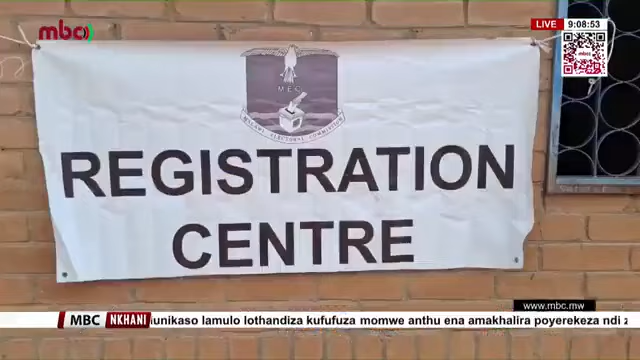 mbc
LIVE 9:08:53
MEC
MALAWI ELECTORAL COMMISSION
REGISTRATION
CENTRE
www.mbc.mw
MBC NKHANI lamulo lothandiza kufufuza momwe anthu ena amakhalira poyerekeza ndi